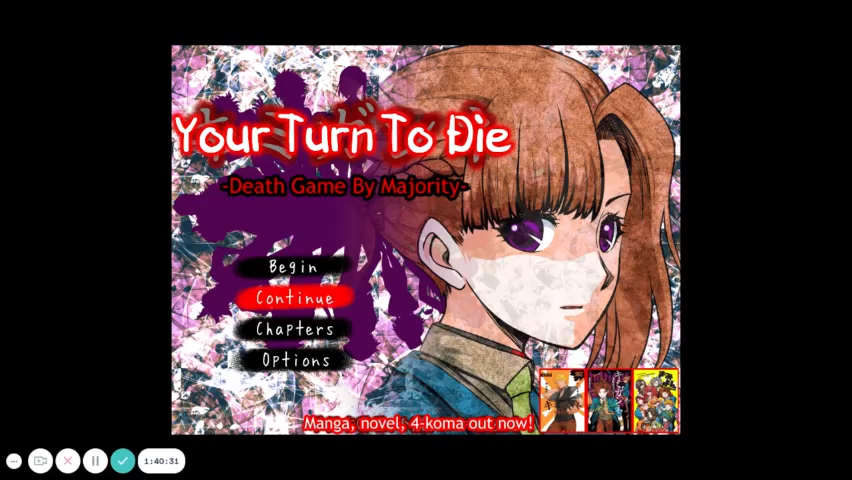 Your Turn To Die
-Death Game By Majority-
Begin
Continue
Chapters
Options
Manga, novel, 4-koma out now!
1:40:31